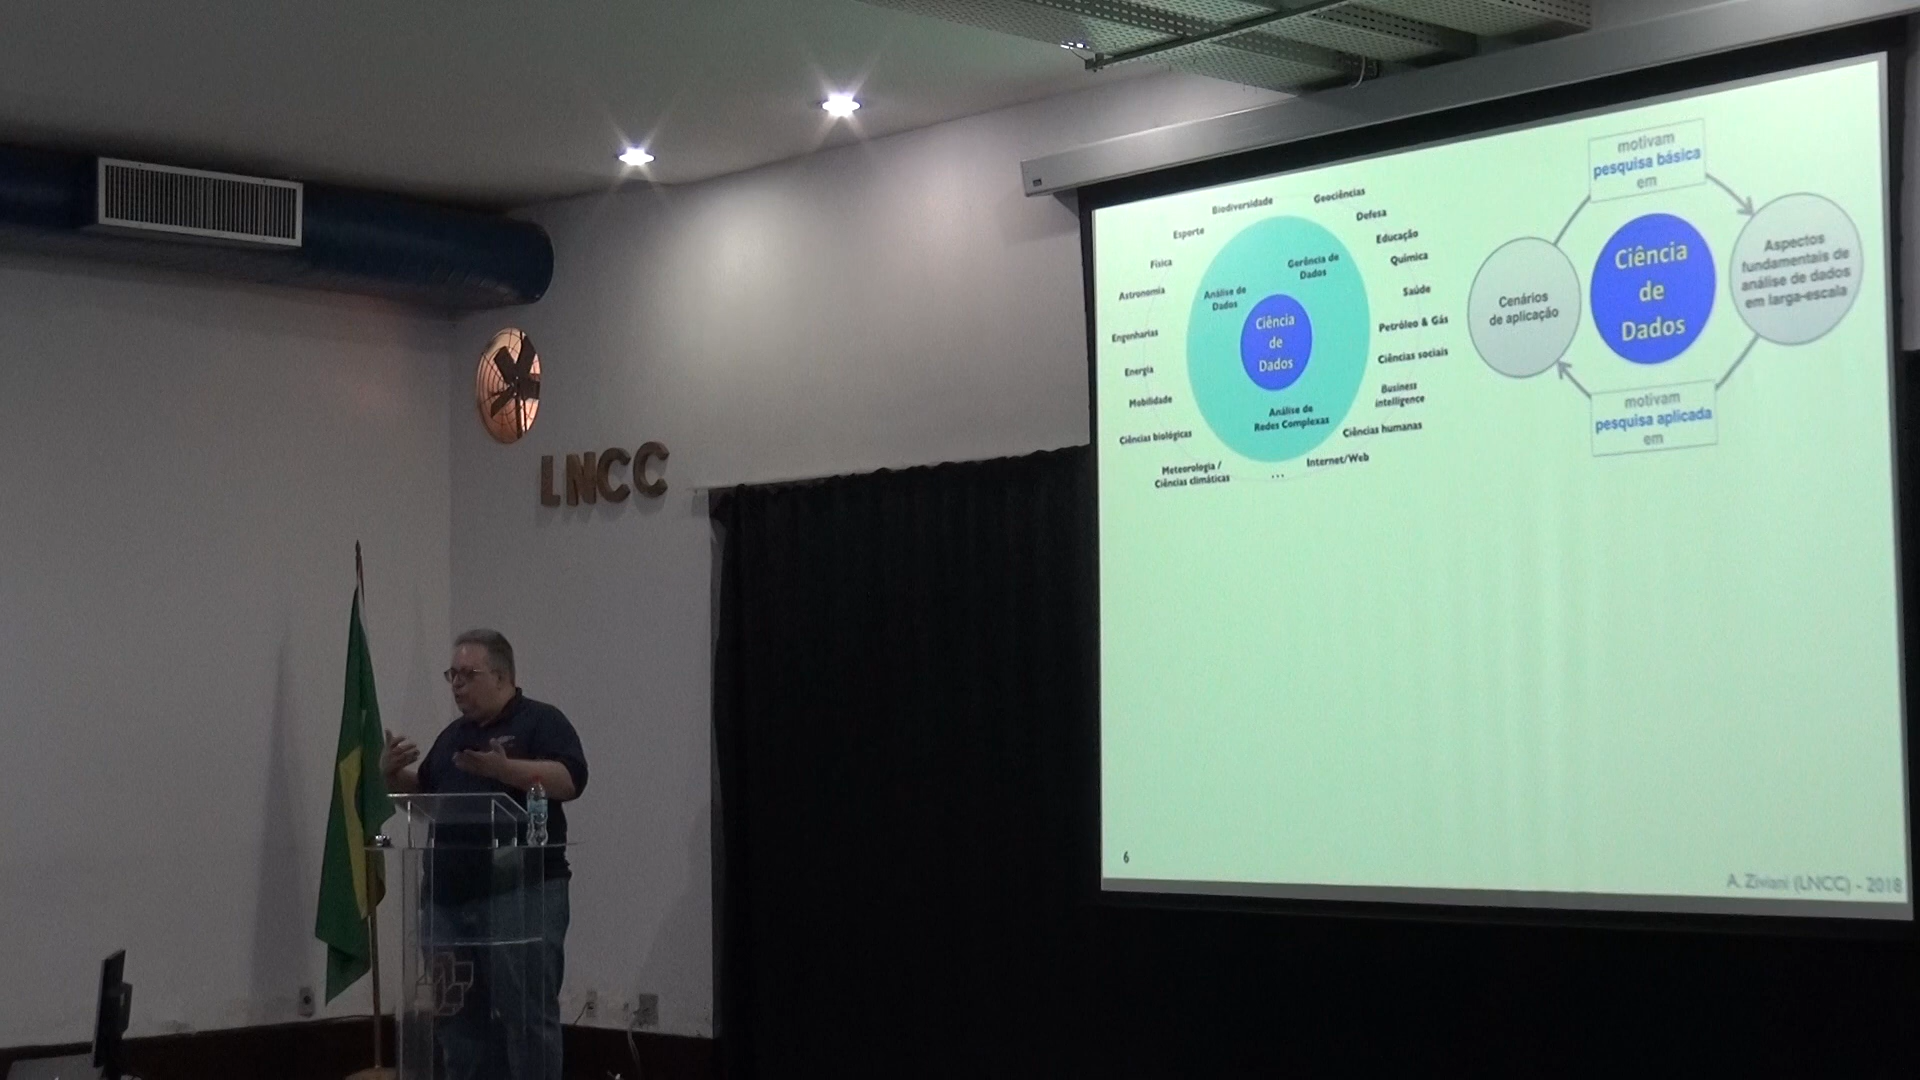 LNCC
Biodiversidade
Geociências
Defesa
Esporte
Educação
Física
Química
Astronomia
Saúde
Engenharias
Petróleo & Gás
Energia
Ciências sociais
Mobilidade
Business
intelligence
Ciências biológicas
Ciências humanas
Meteorologia /
Ciências climáticas
...
Internet/Web
Gerência de
Dados
Análise de
Dados
Ciência
de
Dados
Análise de
Redes Complexas
motivam
pesquisa básica
em
Cenários
de aplicação
Ciência
de
Dados
Aspectos
fundamentais de
análise de dados
em larga-escala
motivam
pesquisa aplicada
em
6
A. Ziviani (LNCC) - 2018